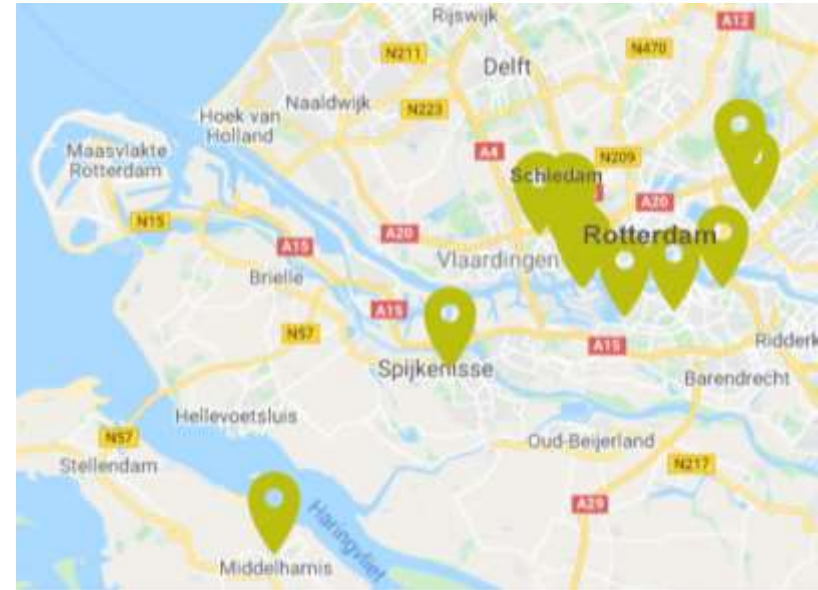 Rijswijk
A12
N211
N470
Delft
Naaldwijk
N223
Hoek van
Holland
Maasvlakte
Rotterdam
A4
N209
Schiedam
A20
N15
A20
Rotterdam
A15
Vlaardingen
Brielle
A15
N57
A15
Ridderk
Spijkenisse
Barendrecht
Hellevoetsluis
N57
Oud-Beijerland
Stellendam
N217
A29
Haringvliet
Middelharnis